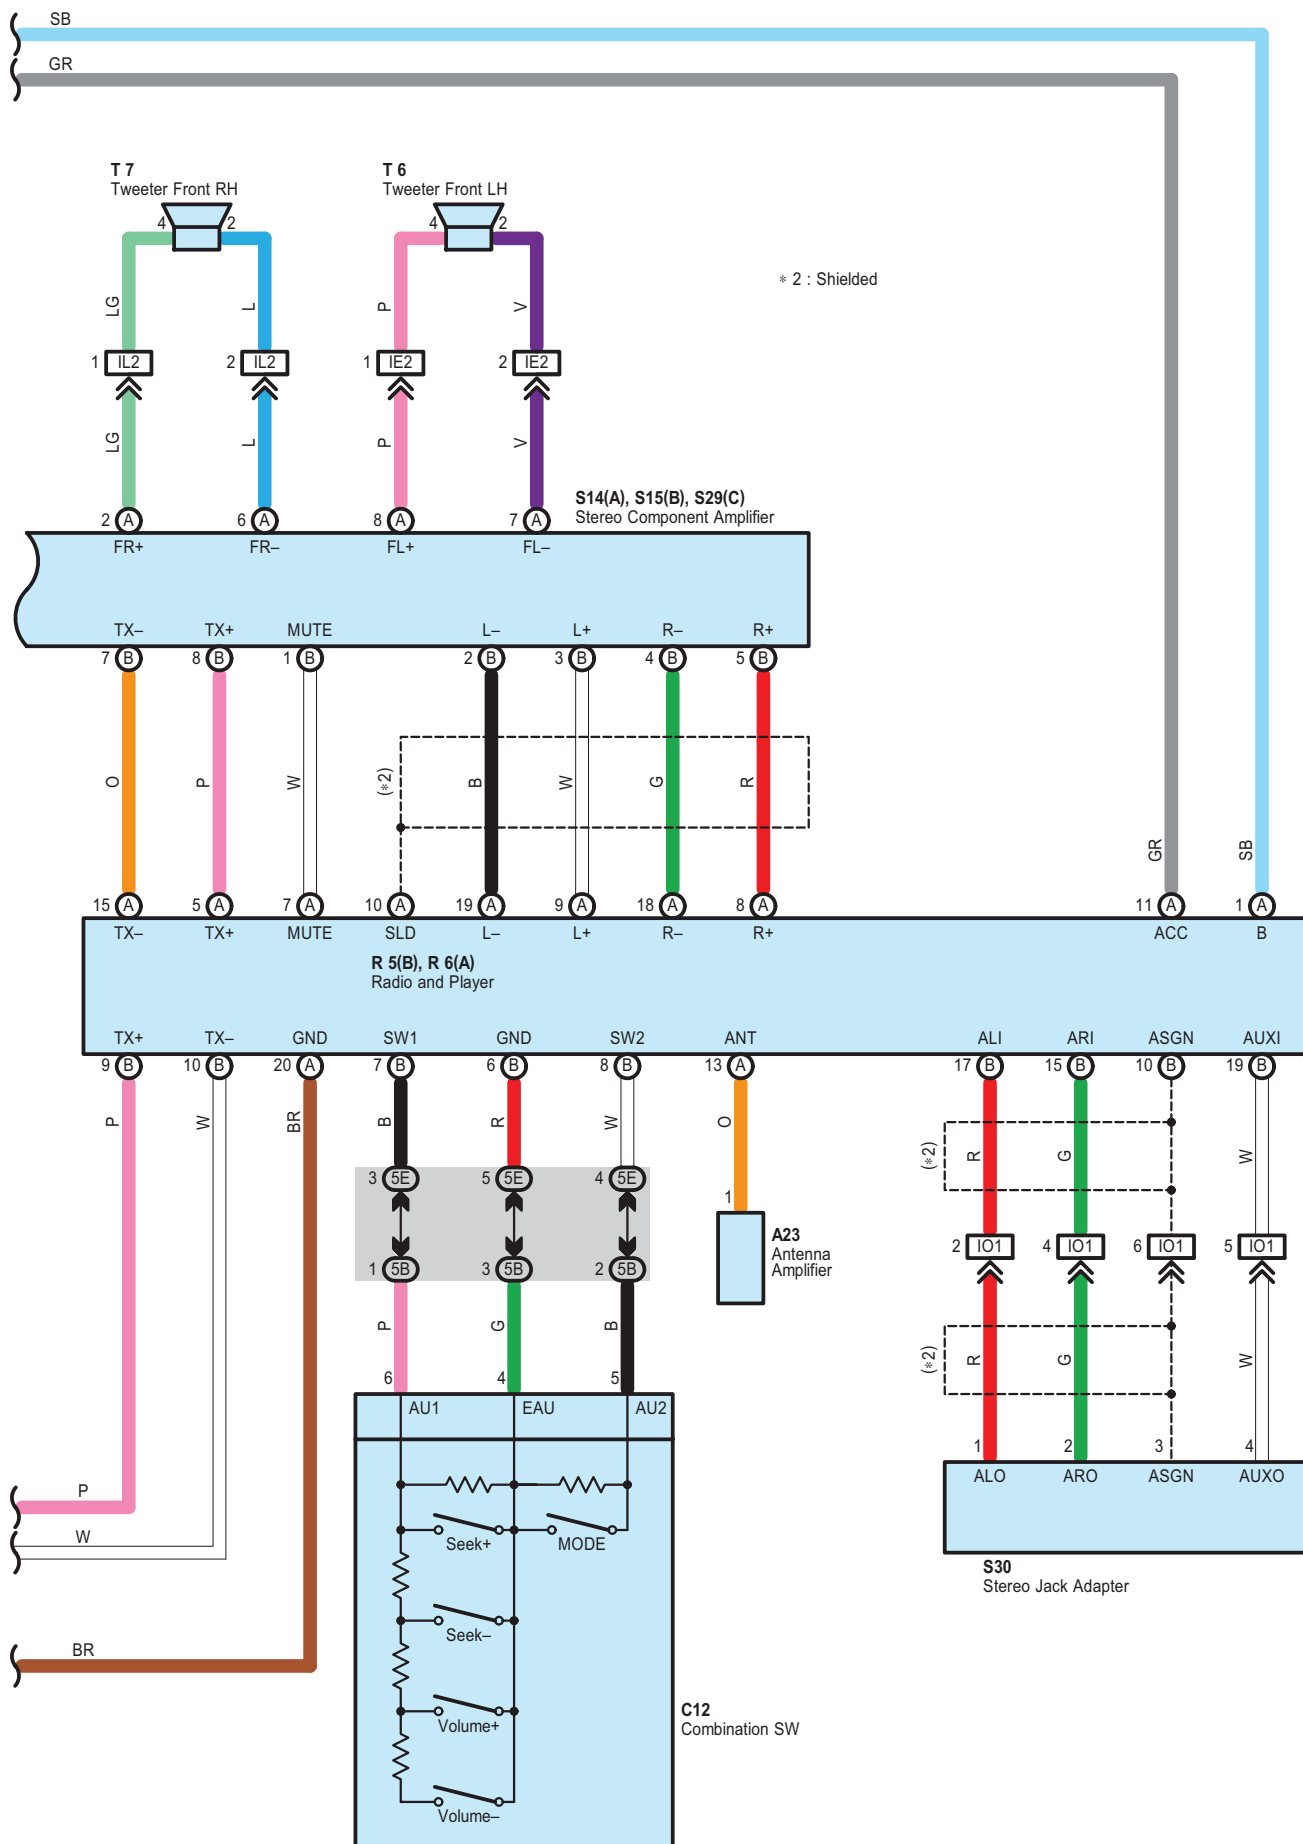 SB
GR
T 7
Tweeter Front RH
T 6
Tweeter Front LH
4 2 4 2
* 2 : Shielded
LG L P V
1 IL2 2 IL2 1 IE2 2 IE2
LG L P V
S14(A), S15(B), S29(C)
Stereo Component Amplifier
2 A 6 A 8 A 7 A
FR+ FR– FL+ FL–
TX– TX+ MUTE L– L+ R– R+
7 B 8 B 1 B 2 B 3 B 4 B 5 B
O P W (*2) B W G R
GR SB
15 A 5 A 7 A 10 A 19 A 9 A 18 A 8 A 11 A 1 A
TX– TX+ MUTE SLD L– L+ R– R+ ACC B
R 5(B), R 6(A)
Radio and Player
TX+ TX– GND SW1 GND SW2 ANT ALI ARI ASGN AUXI
9 B 10 B 20 A 7 B 6 B 8 B 13 A 17 B 15 B 10 B 19 B
P W BR B R W O (*2) R G W
3 5E 5 5E 4 5E 1
A23
Antenna
Amplifier
2 IO1 4 IO1 6 IO1 5 IO1
1 5B 3 5B 2 5B
P G B (*2) R G W
6 4 5
AU1 EAU AU2
1 2 3 4
ALO ARO ASGN AUXO
P
W
Seek+ MODE
S30
Stereo Jack Adapter
Seek–
BR
C12
Combination SW
Volume+
Volume–